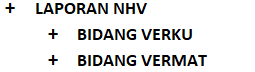 + LAPORAN NHV
+ BIDANG VERKU
+ BIDANG VERMAT